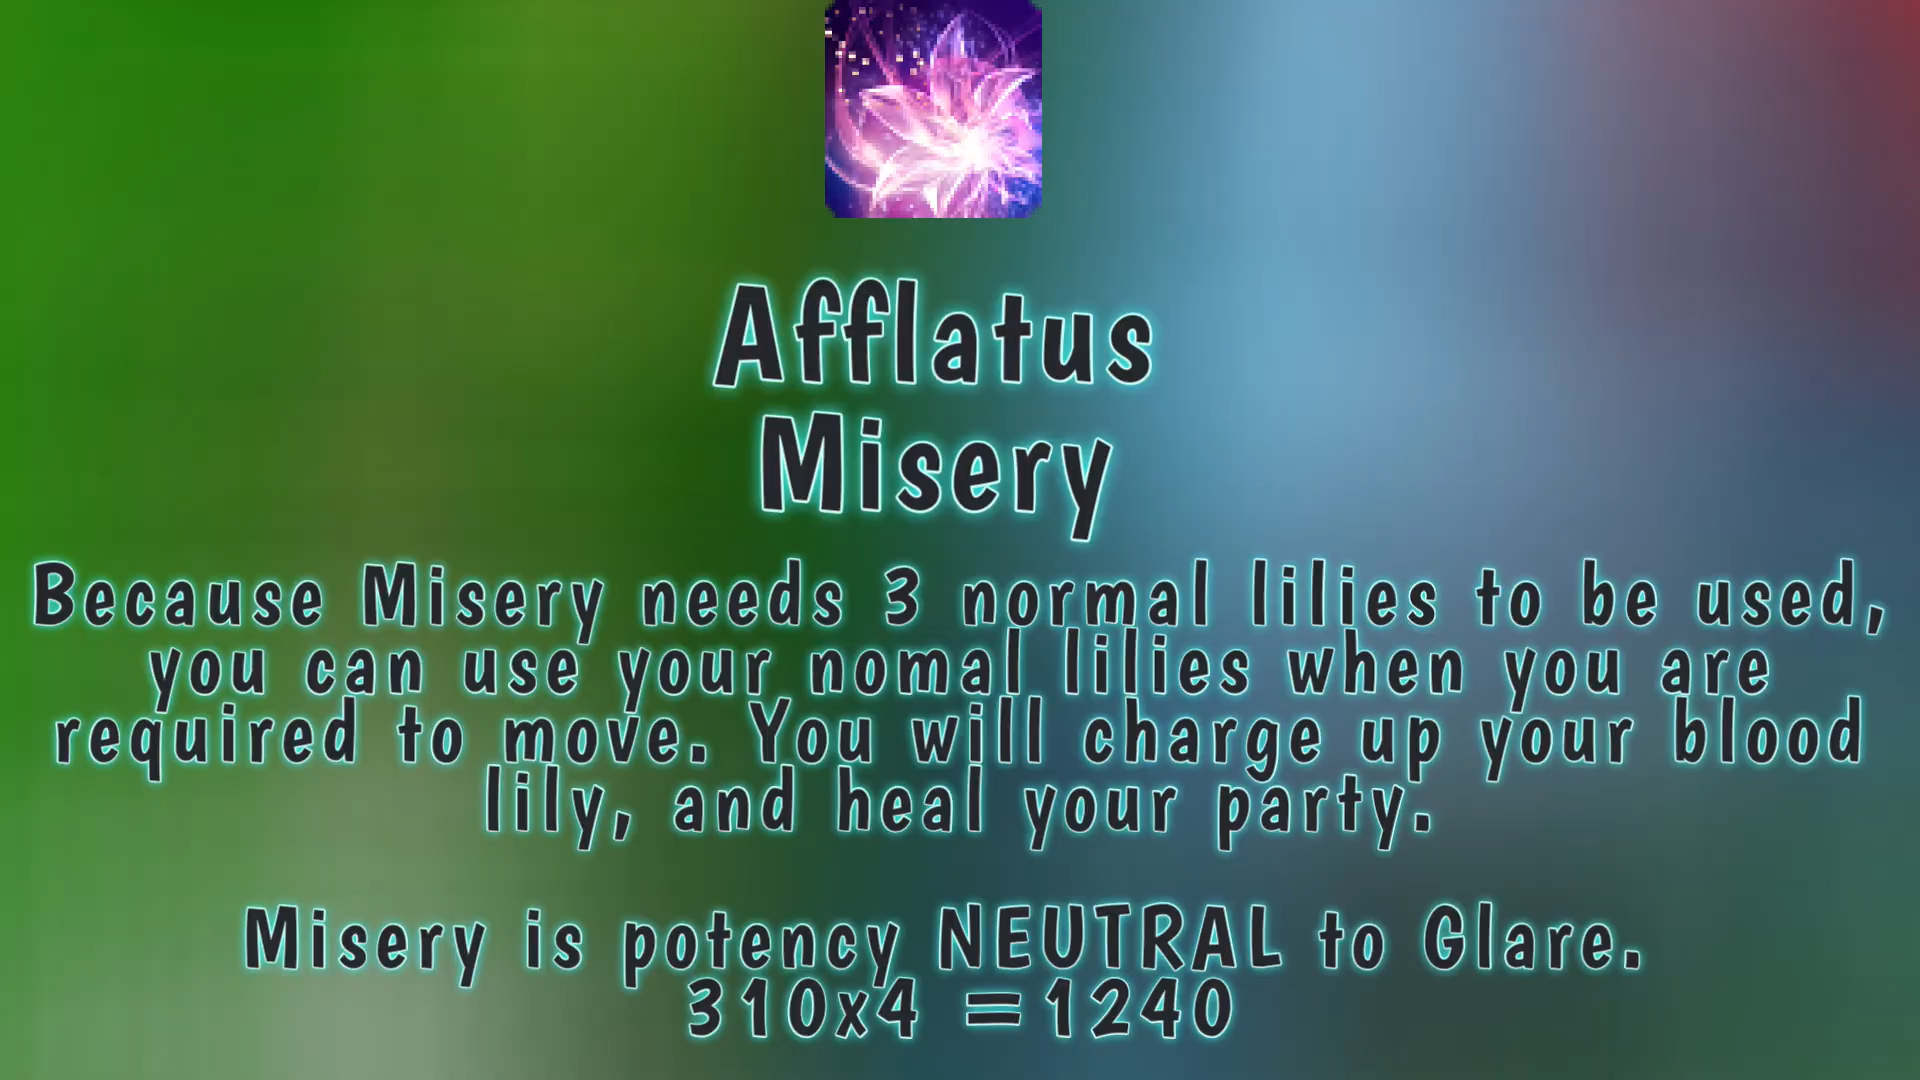 Afflatus
Misery
Because Misery needs 3 normal lilies to be used,
you can use your nomal lilies when you are
required to move. You will charge up your blood
lily, and heal your party.
Misery is potency NEUTRAL to Glare.
310x4 =1240